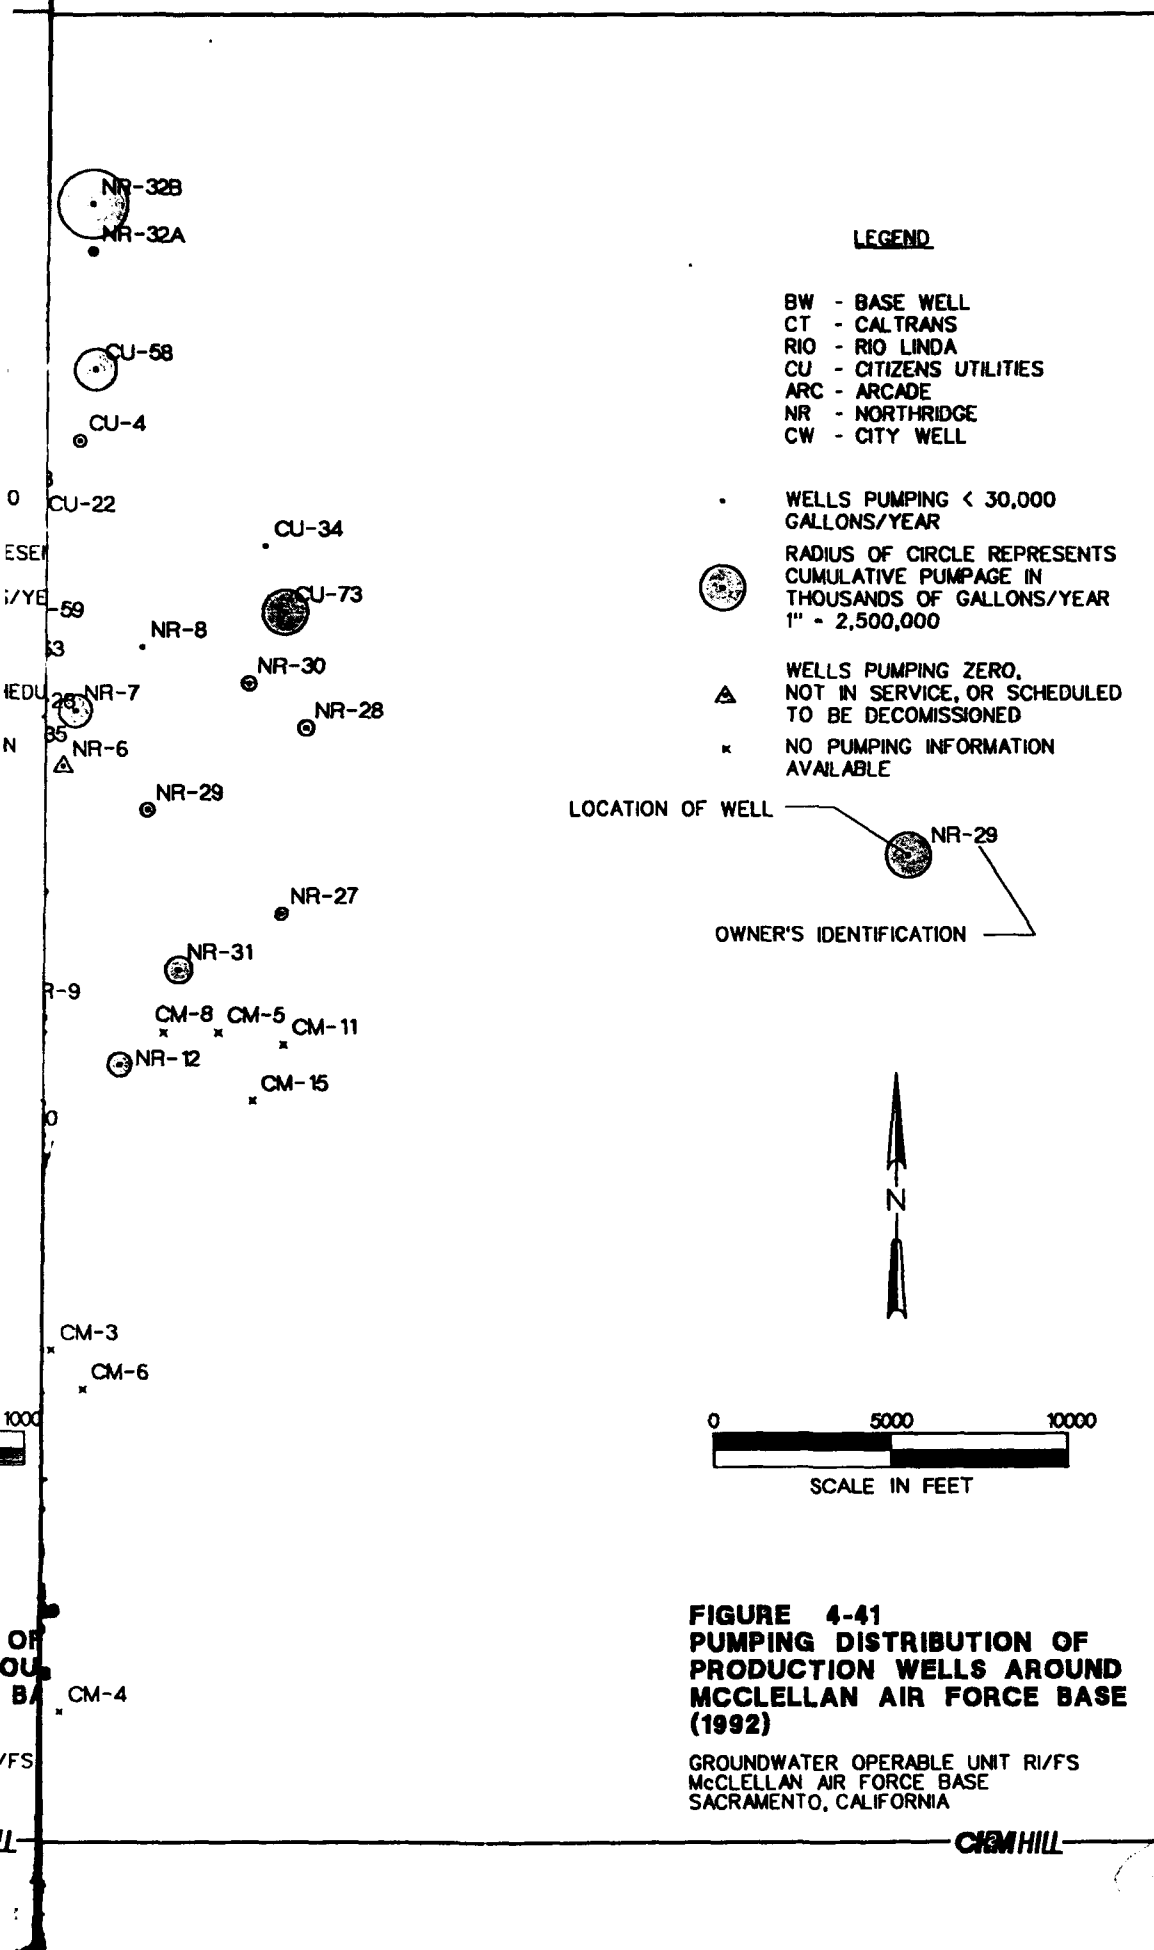 NR-32B
NR-32A
CU-58
CU-4
CU-22
CU-34
CU-73
-59
NR-8
NR-30
NR-7
NR-28
NR-6
NR-29
NR-27
NR-31
R-9
CM-8
CM-5
CM-11
NR-12
CM-15
CM-3
CM-6
CM-4
LEGEND
BW - BASE WELL
CT - CALTRANS
RIO - RIO LINDA
CU - CITIZENS UTILITIES
ARC - ARCADE
NR - NORTHRIDGE
CW - CITY WELL
WELLS PUMPING < 30,000
GALLONS/YEAR
RADIUS OF CIRCLE REPRESENTS
CUMULATIVE PUMPAGE IN
THOUSANDS OF GALLONS/YEAR
1" - 2,500,000
WELLS PUMPING ZERO,
NOT IN SERVICE, OR SCHEDULED
TO BE DECOMISSIONED
NO PUMPING INFORMATION
AVAILABLE
LOCATION OF WELL
NR-29
OWNER'S IDENTIFICATION
N
0 5000 10000
SCALE IN FEET
FIGURE 4-41
PUMPING DISTRIBUTION OF
PRODUCTION WELLS AROUND
MCCLELLAN AIR FORCE BASE
(1992)
GROUNDWATER OPERABLE UNIT RI/FS
McCLELLAN AIR FORCE BASE
SACRAMENTO, CALIFORNIA
CH2M HILL